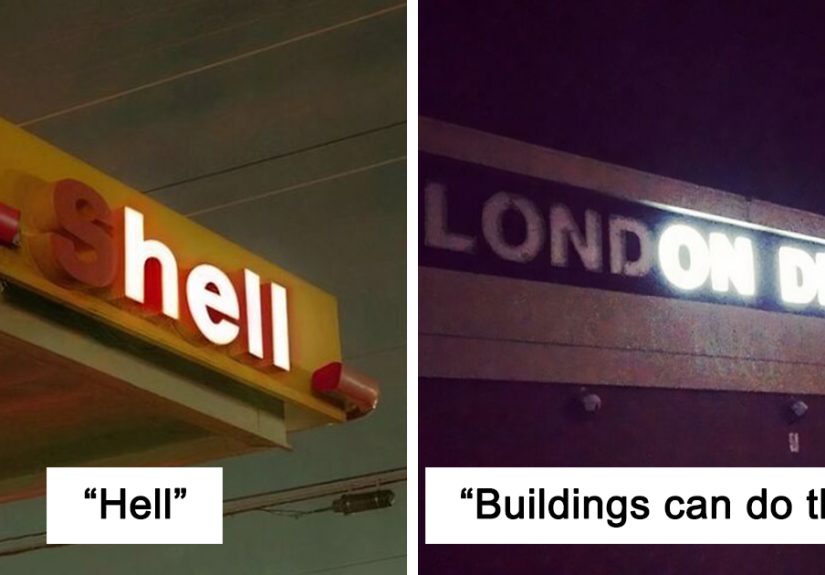 Shell
“Hell”
LONDON
“Buildings can do